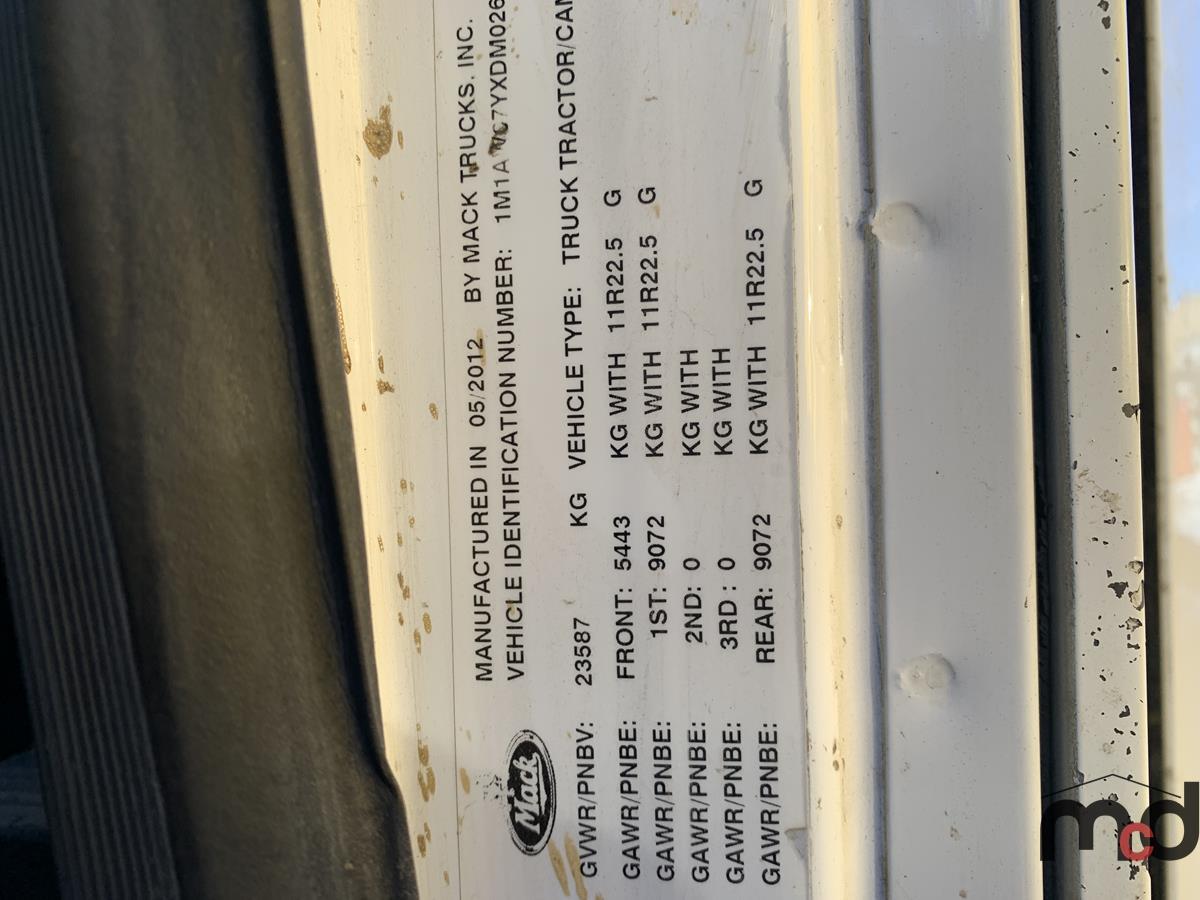 MANUFACTURED IN 05/2012 BY MACK TRUCKS. INC.
VEHICLE IDENTIFICATION NUMBER:
Mack
GVWR/PNBV: 23587 KG VEHICLE TYPE: TRUCK TRACTOR/CAM
GAWR/PNBE: FRONT: 5443 KG WITH 11R22.5 G
GAWR/PNBE: 1ST: 9072 KG WITH 11R22.5 G
GAWR/PNBE: 2ND: 0 KG WITH
GAWR/PNBE: 3RD : 0 KG WITH
GAWR/PNBE: REAR: 9072 KG WITH 11R22.5 G
mcd